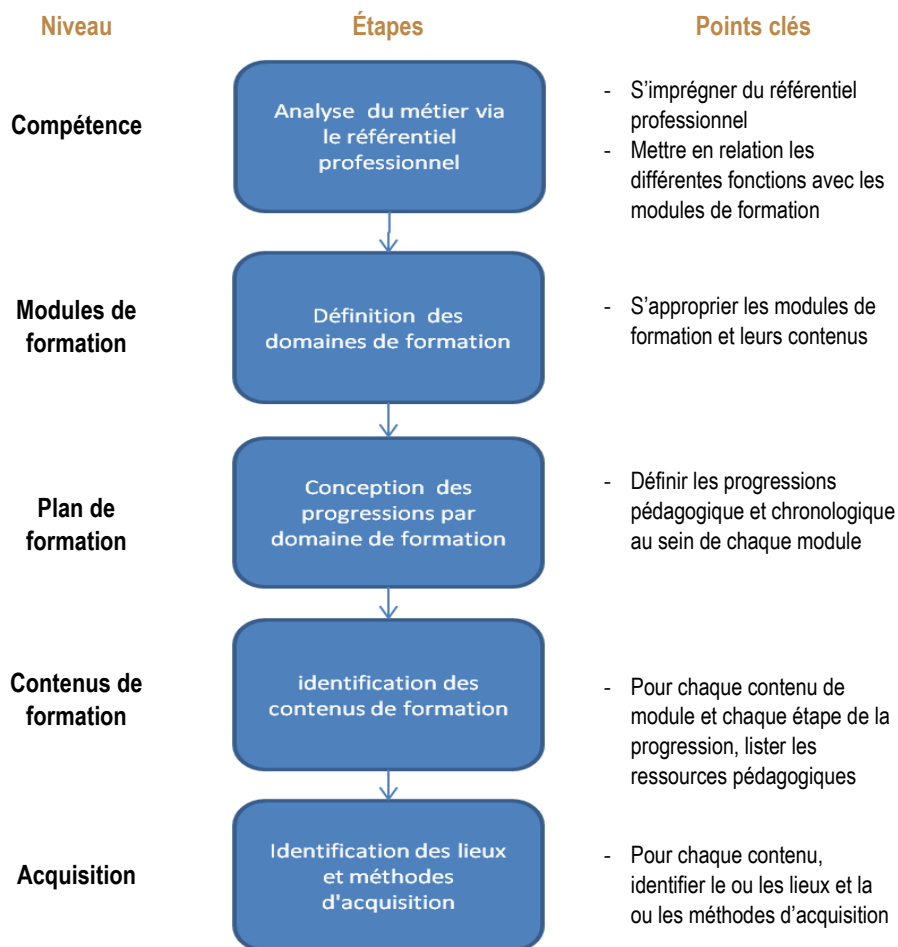 Niveau
Étapes
Points clés
Compétence
Analyse du métier via
le référentiel
professionnel
- S'imprégner du référentiel
professionnel
- Mettre en relation les
différentes fonctions avec les
modules de formation
Modules de
formation
Définition des
domaines de formation
- S'approprier les modules de
formation et leurs contenus
Plan de
formation
Conception des
progressions par
domaine de formation
- Définir les progressions
pédagogique et chronologique
au sein de chaque module
Contenus de
formation
identification des
contenus de formation
- Pour chaque contenu de
module et chaque étape de la
progression, lister les
ressources pédagogiques
Acquisition
Identification des lieux
et méthodes
d'acquisition
- Pour chaque contenu,
identifier le ou les lieux et la
ou les méthodes d'acquisition